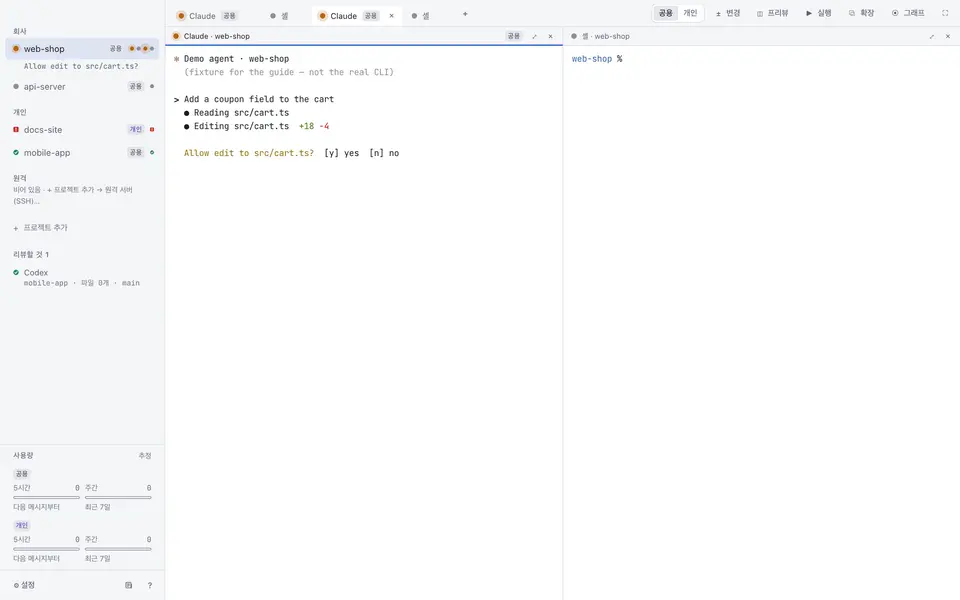 회사
web-shop 공용
Allow edit to src/cart.ts?
api-server 공용
개인
docs-site 개인
mobile-app 공용
원격
비어 있음 · + 프로젝트 추가 → 원격 서버
(SSH)…
+ 프로젝트 추가
리뷰할 것 1
Codex
mobile-app · 파일 0개 · main
사용량 추정
공용
5시간 0 주간 0
다음 메시지부터 최근 7일
개인
5시간 0 주간 0
다음 메시지부터 최근 7일
설정 ?
Claude 공용 셸 Claude 공용 × 셸 +
공용 개인 ± 변경 프리뷰 실행 확장 그래프
Claude · web-shop 공용 ×
Demo agent · web-shop
(fixture for the guide — not the real CLI)
> Add a coupon field to the cart
● Reading src/cart.ts
● Editing src/cart.ts +18 -4
Allow edit to src/cart.ts? [y] yes [n] no
셸 · web-shop ×
web-shop %